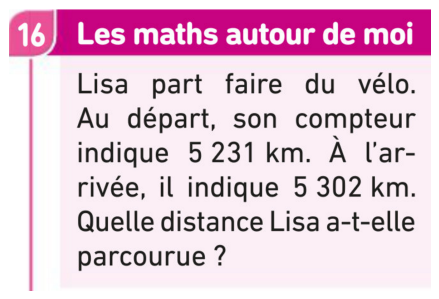 16 Les maths autour de moi
Lisa part faire du vélo.
Au départ, son compteur
indique 5 231 km. À l'ar-
rivée, il indique 5 302 km.
Quelle distance Lisa a-t-elle
parcourue ?